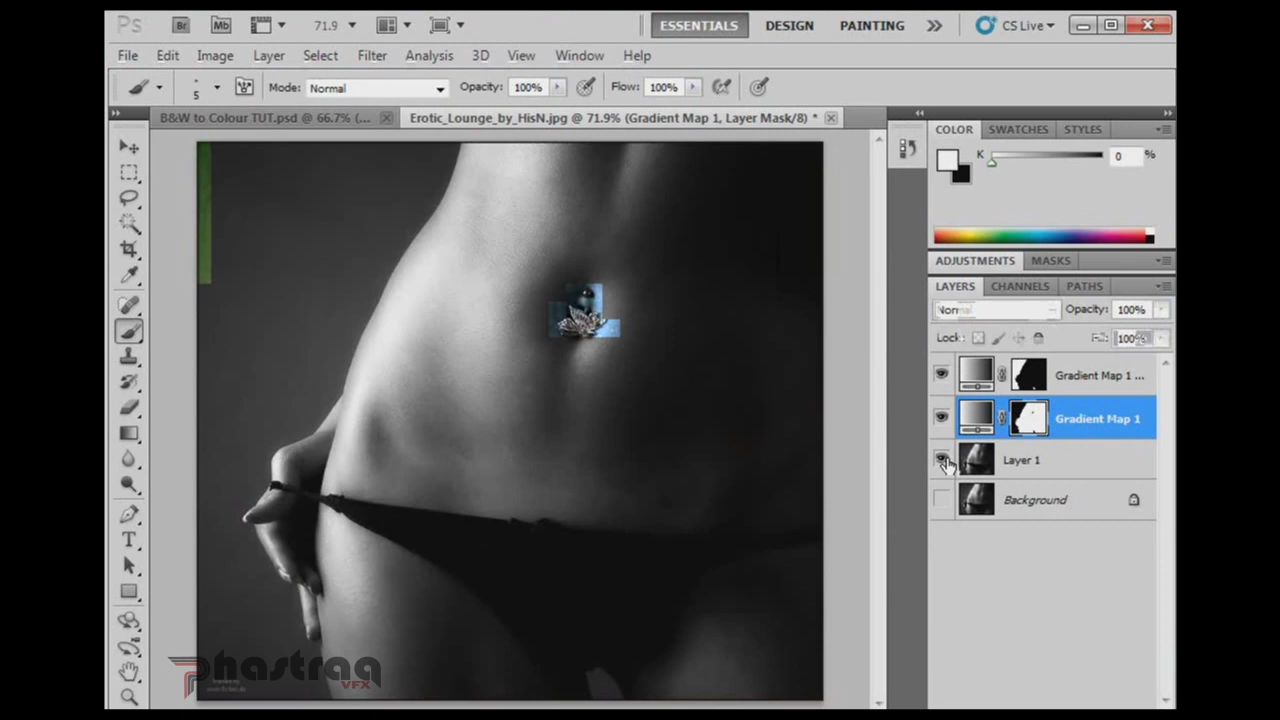 Ps Br Mb 71.9 ESSENTIALS DESIGN PAINTING CS Live
File Edit Image Layer Select Filter Analysis 3D View Window Help
5 Mode: Normal Opacity: 100% Flow: 100%
B&W to Colour TUT.psd @ 66.7% (... Erotic_Lounge_by_HisN.jpg @ 71.9% (Gradient Map 1, Layer Mask/8) *
COLOR SWATCHES STYLES
K 0 %
ADJUSTMENTS MASKS
LAYERS CHANNELS PATHS
Normal Opacity: 100%
Lock: 100%
Gradient Map 1 ...
Gradient Map 1
Layer 1
Background
T
phastraq
VFX